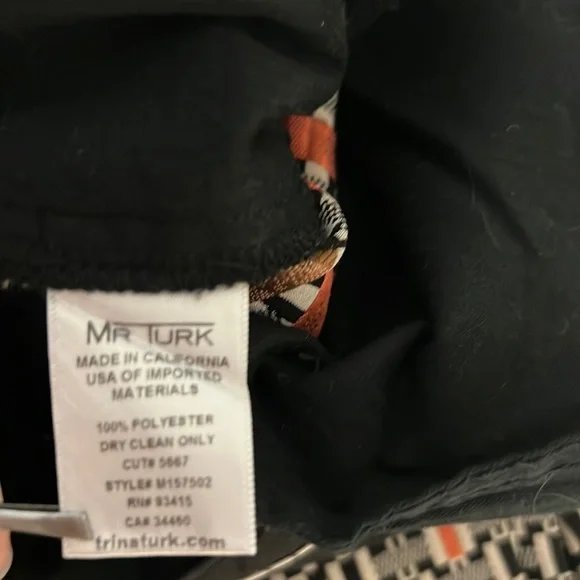 MR TURK
MADE IN CALIFORNIA
USA OF IMPORTED
MATERIALS
100% POLYESTER
DRY CLEAN ONLY
CUT# 5667
STYLE# M157502
RN# 93415
CA# 34460
trinaturk.com